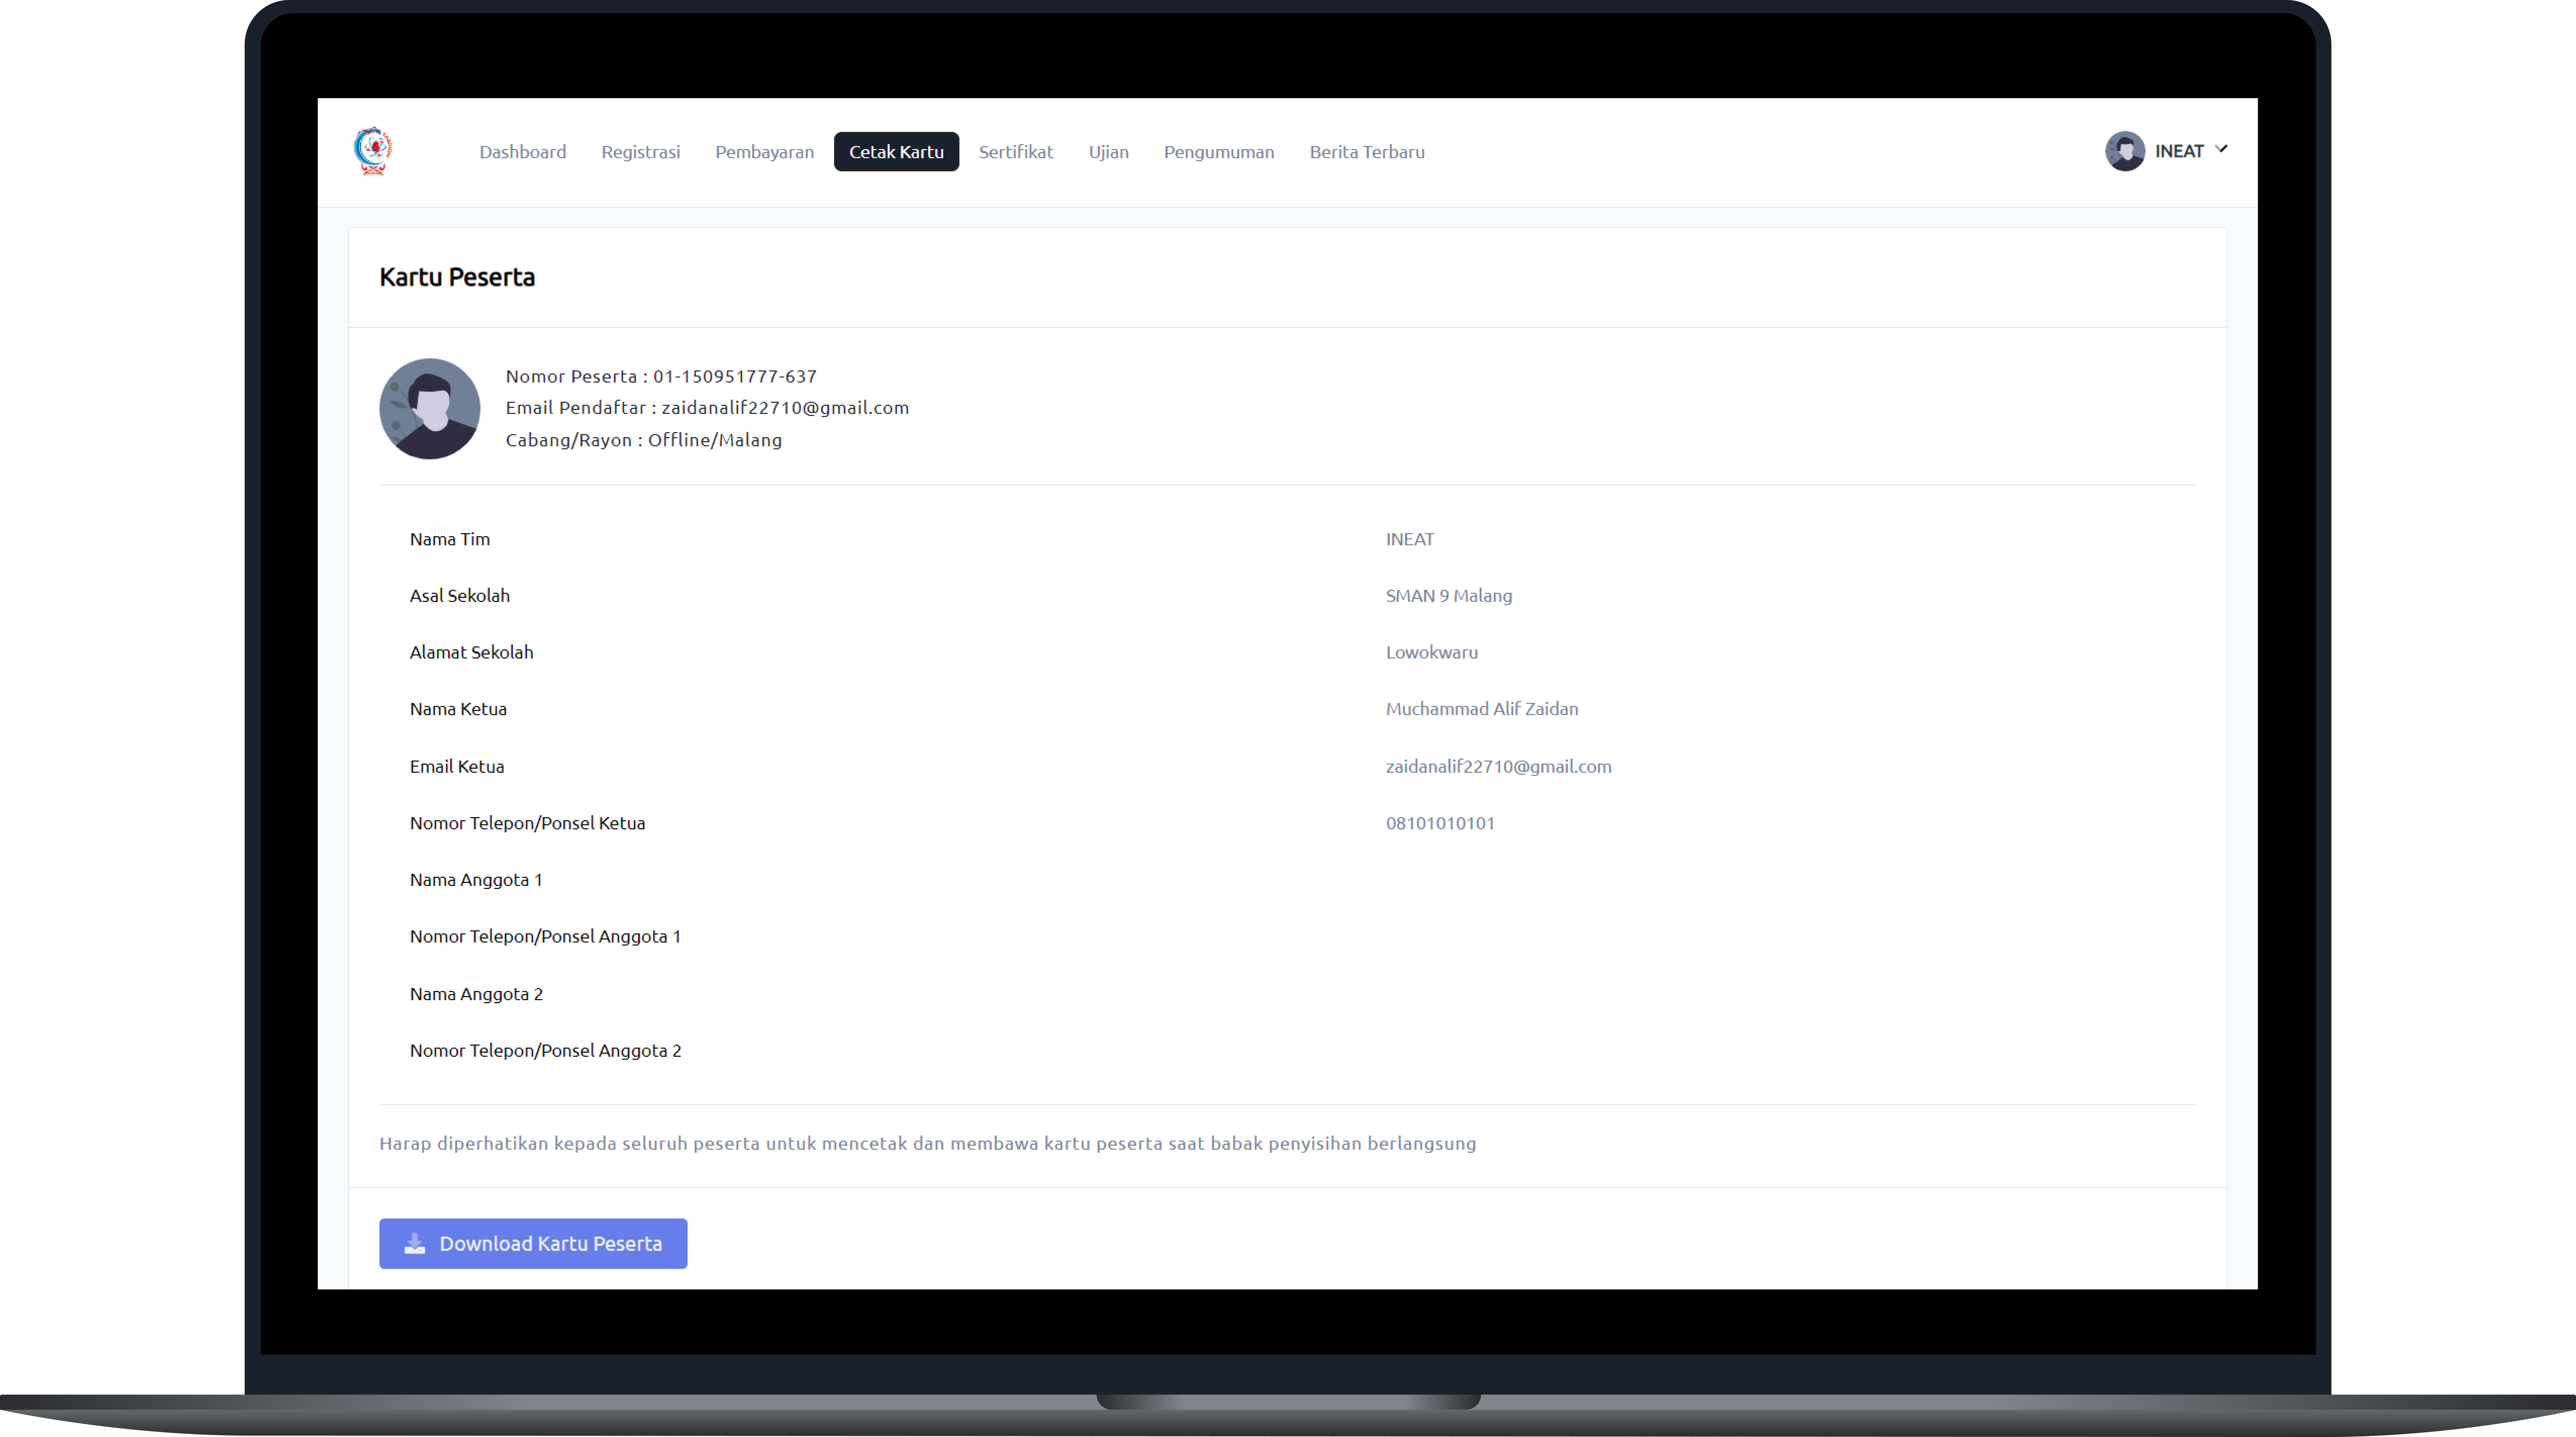 Dashboard Registrasi Pembayaran Cetak Kartu Sertifikat Ujian Pengumuman Berita Terbaru INEAT
Kartu Peserta
Nomor Peserta : 01-150951777-637
Email Pendaftar : zaidanalif22710@gmail.com
Cabang/Rayon : Offline/Malang
Nama Tim INEAT
Asal Sekolah SMAN 9 Malang
Alamat Sekolah Lowokwaru
Nama Ketua Muchammad Alif Zaidan
Email Ketua zaidanalif22710@gmail.com
Nomor Telepon/Ponsel Ketua 08101010101
Nama Anggota 1
Nomor Telepon/Ponsel Anggota 1
Nama Anggota 2
Nomor Telepon/Ponsel Anggota 2
Harap diperhatikan kepada seluruh peserta untuk mencetak dan membawa kartu peserta saat babak penyisihan berlangsung
Download Kartu Peserta